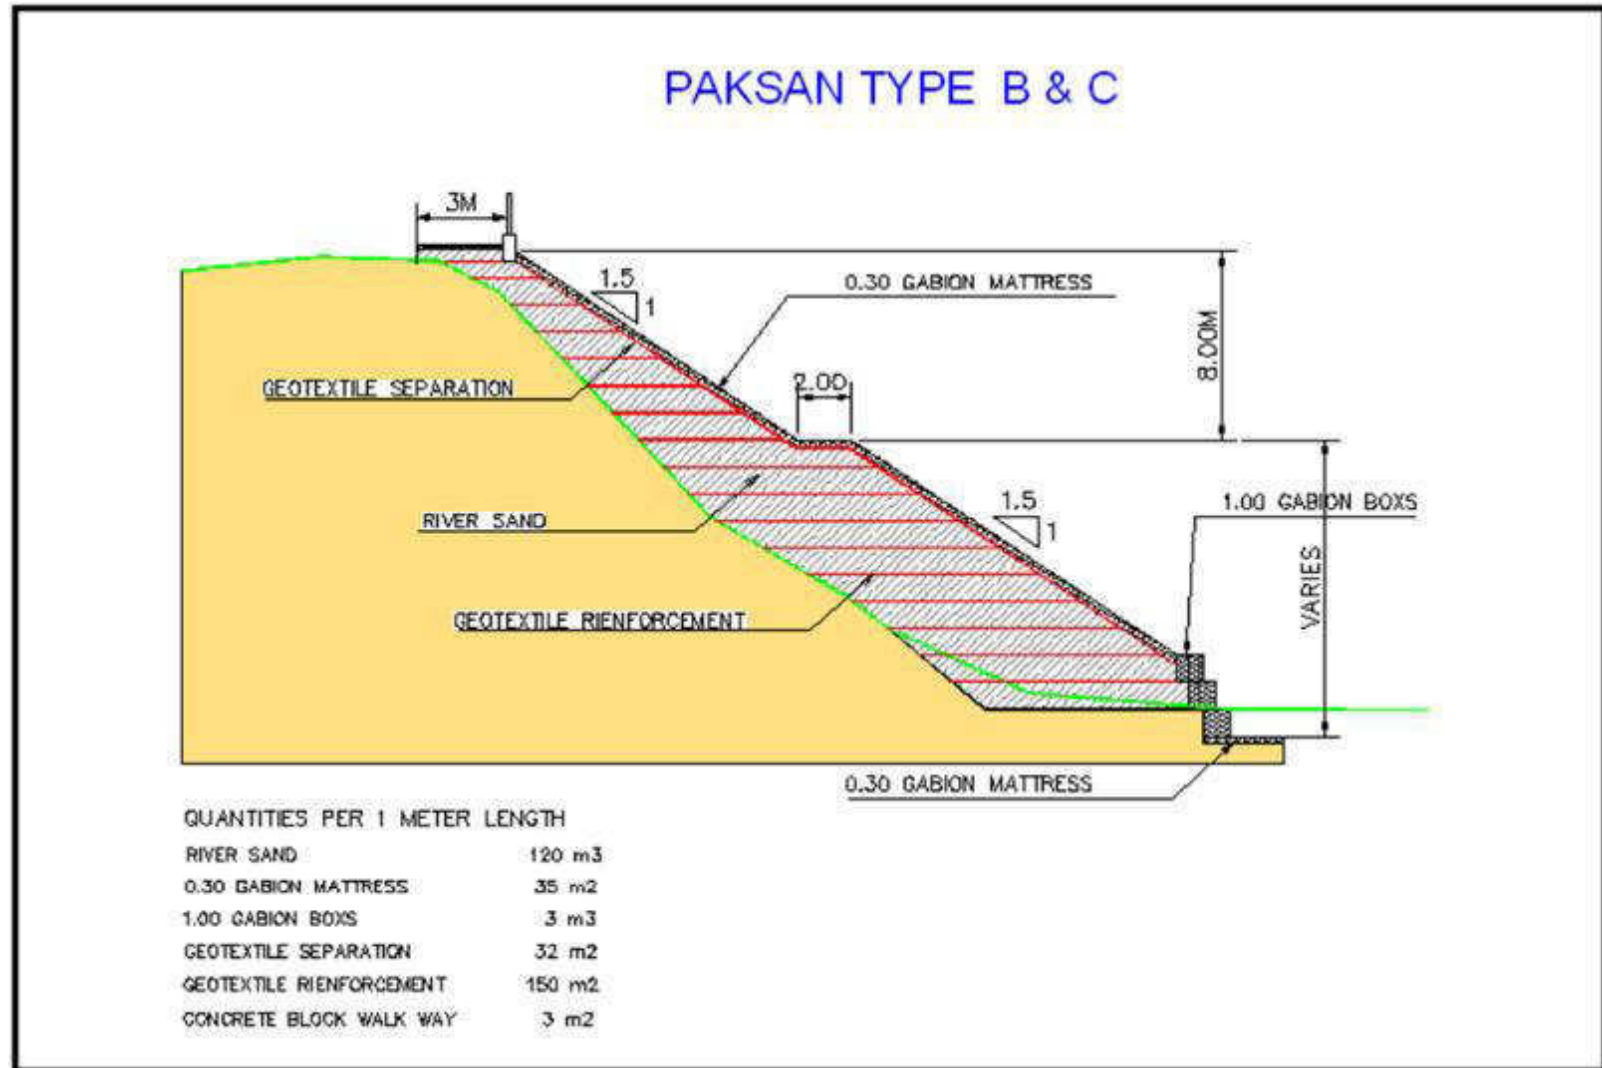 PAKSAN TYPE B & C
3M
1.5
1
0.30 GABION MATTRESS
8.00M
GEOTEXTILE SEPARATION
2.00
1.5
1
1.00 GABION BOXS
RIVER SAND
VARIES
GEOTEXTILE RIENFORCEMENT
0.30 GABION MATTRESS
QUANTITIES PER 1 METER LENGTH
RIVER SAND 120 m3
0.30 GABION MATTRESS 35 m2
1.00 GABION BOXS 3 m3
GEOTEXTILE SEPARATION 32 m2
GEOTEXTILE RIENFORCEMENT 150 m2
CONCRETE BLOCK WALK WAY 3 m2